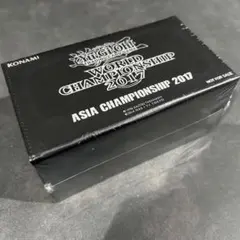 KONAMI
Yu-Gi-Oh!
WORLD
CHAMPIONSHIP
2017
ASIA CHAMPIONSHIP 2017
NOT FOR SALE